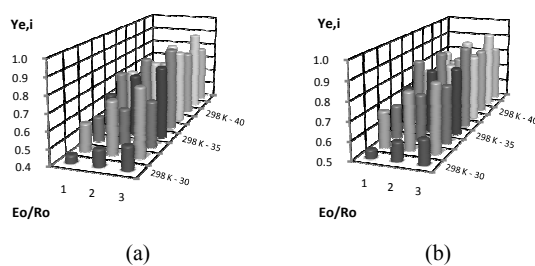 Ye,i
1.0
0.9
0.8
0.7
0.6
0.5
0.4
1 2 3
298 K - 30
298 K - 35
298 K - 40
Eo/Ro
(a)
Ye,i
1.0
0.9
0.8
0.7
0.6
0.5
1 2 3
298 K - 30
298 K - 35
298 K - 40
Eo/Ro
(b)